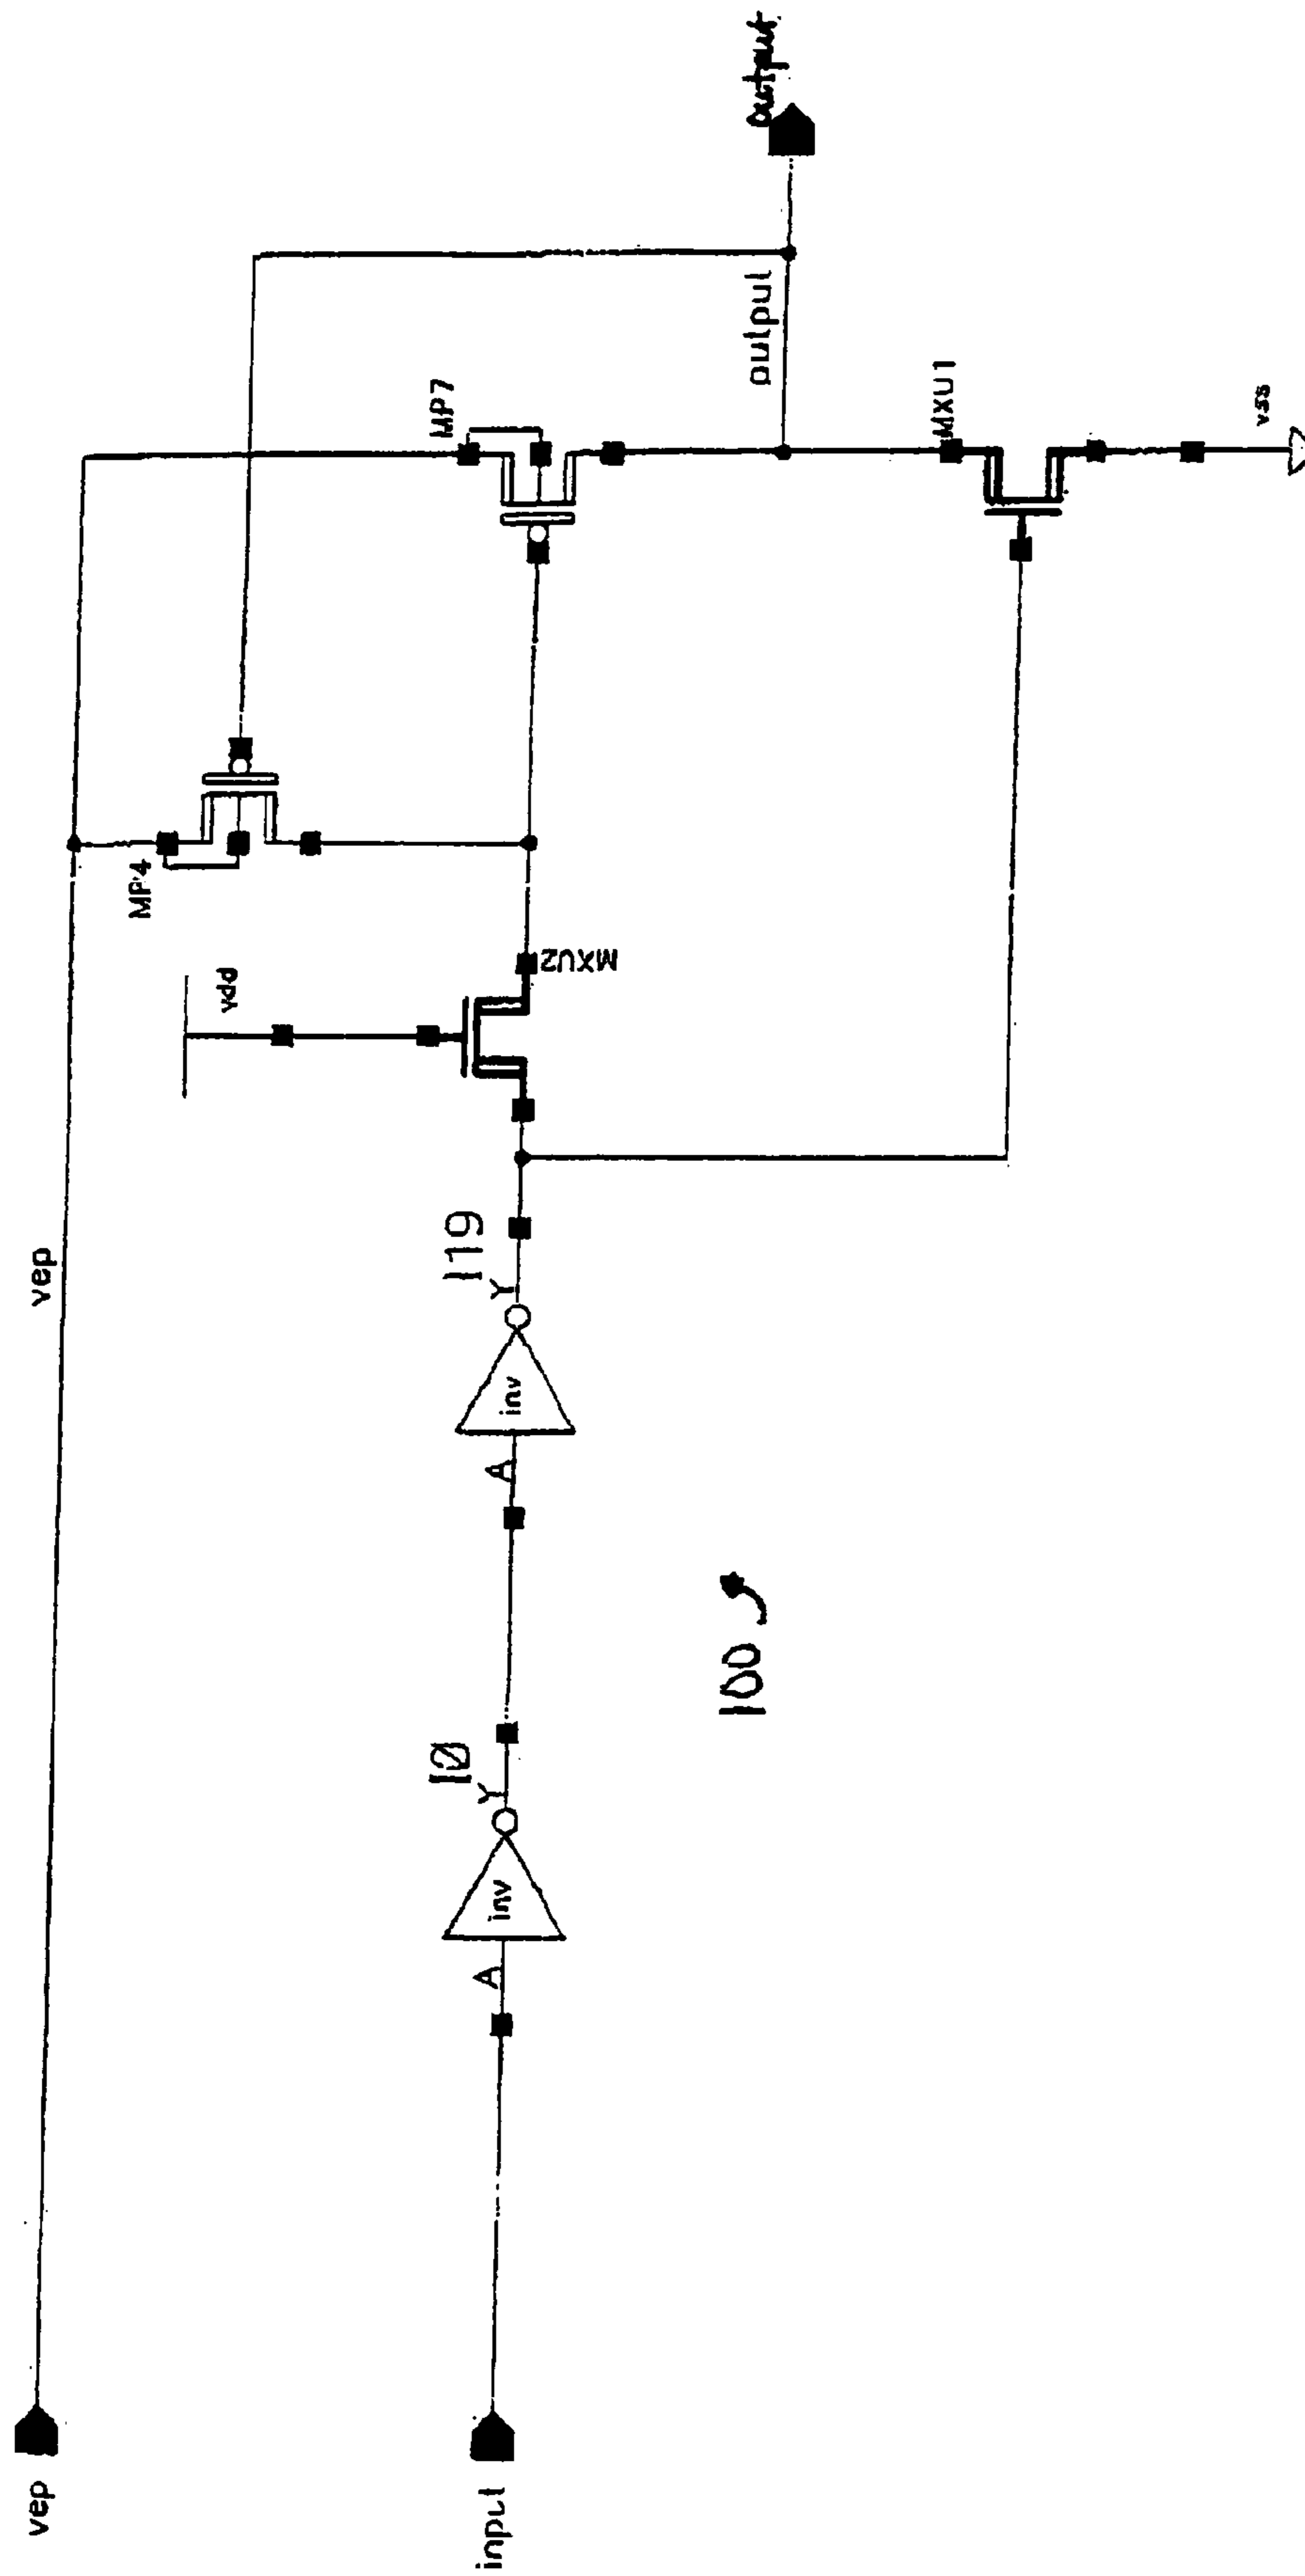 vep
vep
input
A
inv
Y
I0
A
inv
Y
I19
vdd
MXU2
MP4
MP7
output
output
MXU1
vss
100